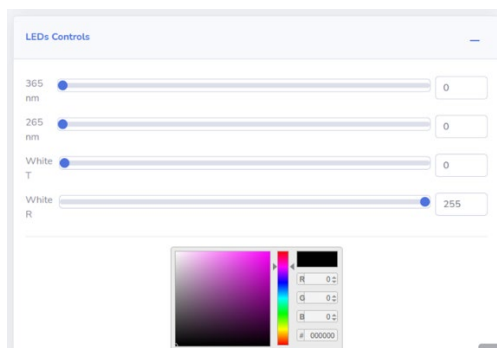 LEDs Controls
365 nm 0
265 nm 0
White T 0
White R 255
R 0
G 0
B 0
# 000000